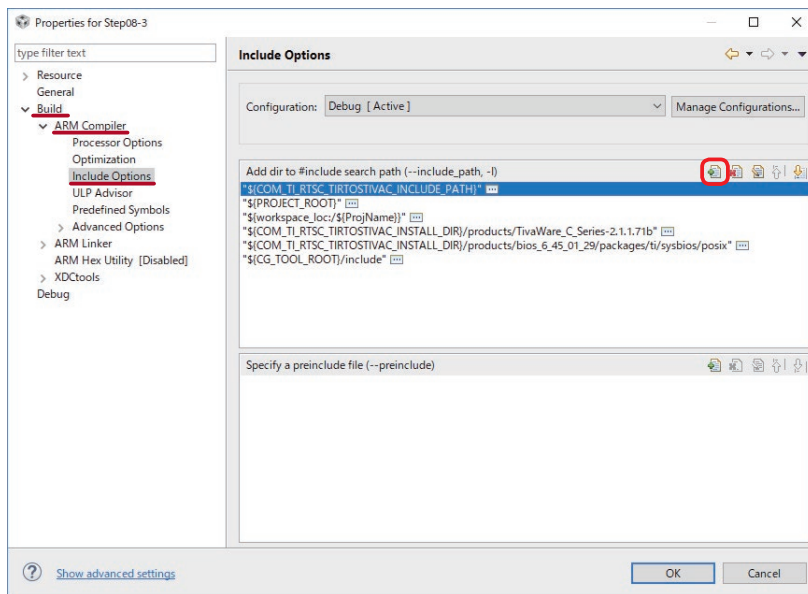 Properties for Step08-3
type filter text
Resource
General
Build
ARM Compiler
Processor Options
Optimization
Include Options
ULP Advisor
Predefined Symbols
Advanced Options
ARM Linker
ARM Hex Utility [Disabled]
XDCtools
Debug
Include Options
Configuration: Debug [ Active ]
Manage Configurations...
Add dir to #include search path (--include_path, -I)
"${COM_TI_RTSC_TIRTOSTIVAC_INCLUDE_PATH}"
"${PROJECT_ROOT}"
"${workspace_loc:/${ProjName}}"
"${COM_TI_RTSC_TIRTOSTIVAC_INSTALL_DIR}/products/TivaWare_C_Series-2.1.1.71b"
"${COM_TI_RTSC_TIRTOSTIVAC_INSTALL_DIR}/products/bios_6_45_01_29/packages/ti/sysbios/posix"
"${CG_TOOL_ROOT}/include"
Specify a preinclude file (--preinclude)
Show advanced settings
OK
Cancel